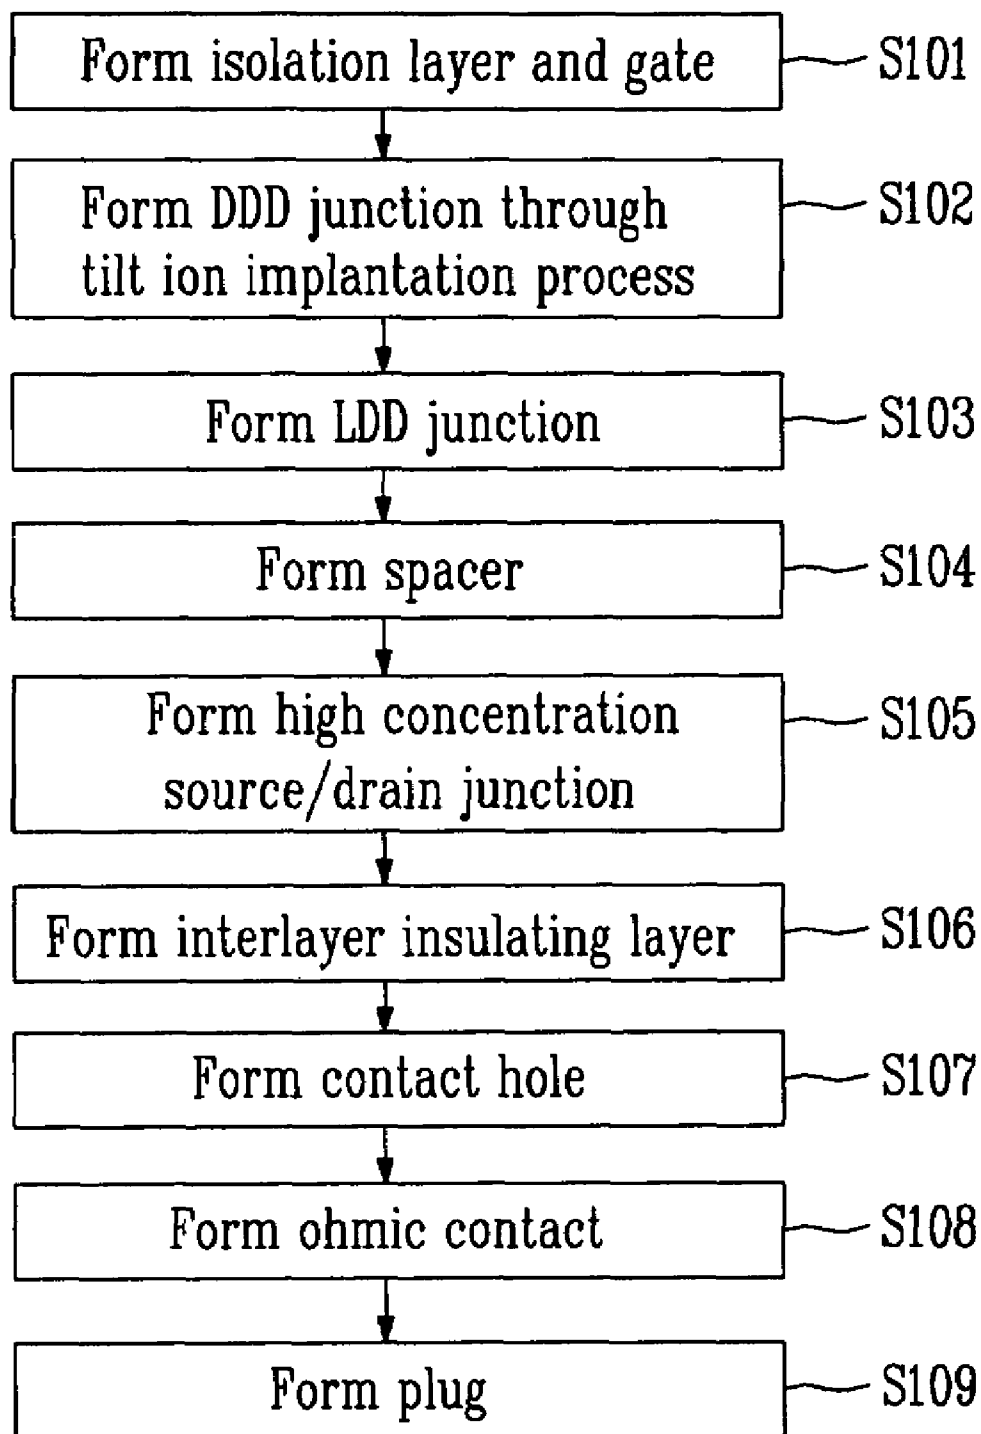 Form isolation layer and gate
S101
Form DDD junction through
tilt ion implantation process
S102
Form LDD junction
S103
Form spacer
S104
Form high concentration
source/drain junction
S105
Form interlayer insulating layer
S106
Form contact hole
S107
Form ohmic contact
S108
Form plug
S109